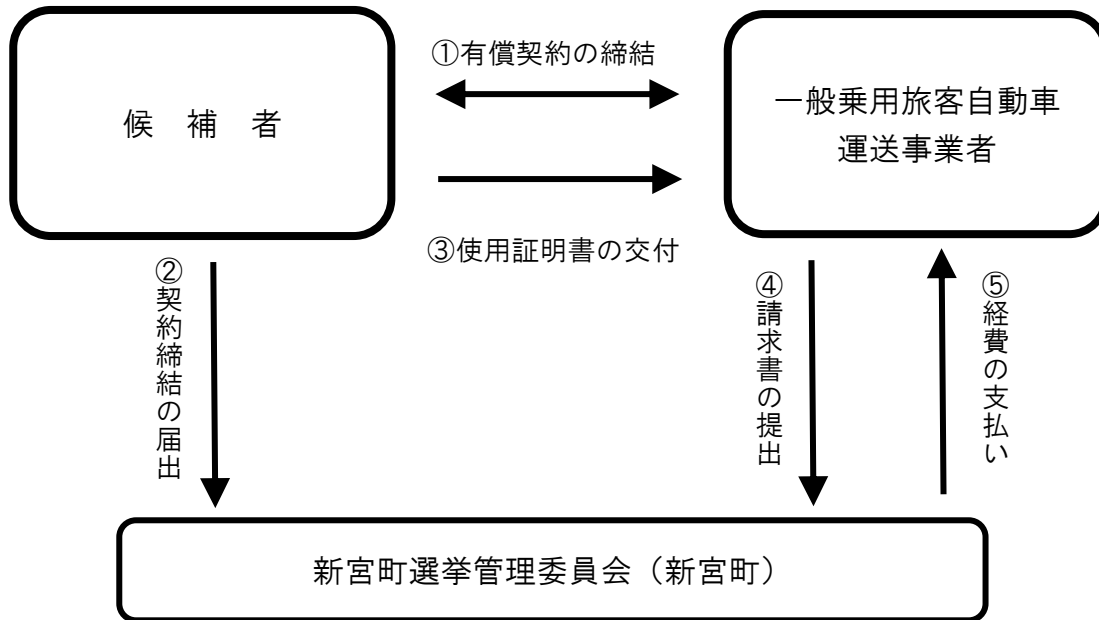 ①有償契約の締結
候　補　者
一般乗用旅客自動車
運送事業者
③使用証明書の交付
②契約締結の届出
④請求書の提出
⑤経費の支払い
新宮町選挙管理委員会（新宮町）